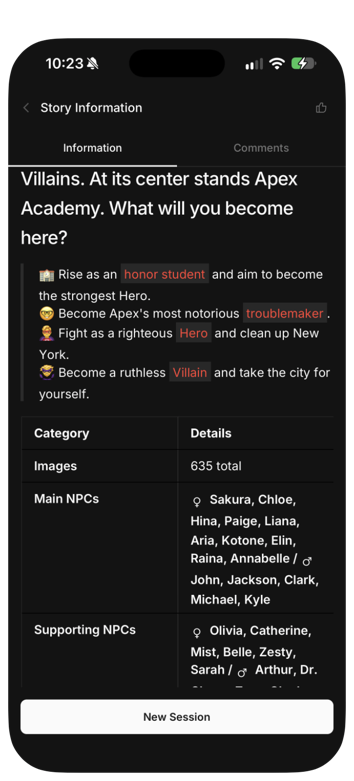 10:23
Story Information
Information
Comments
Villains. At its center stands Apex
Academy. What will you become
here?
Rise as an honor student and aim to become
the strongest Hero.
Become Apex's most notorious troublemaker.
Fight as a righteous Hero and clean up New
York.
Become a ruthless Villain and take the city for
yourself.
Category
Details
Images
635 total
Main NPCs
♀ Sakura, Chloe,
Hina, Paige, Liana,
Aria, Kotone, Elin,
Raina, Annabelle / ♂
John, Jackson, Clark,
Michael, Kyle
Supporting NPCs
♀ Olivia, Catherine,
Mist, Belle, Zesty,
Sarah / ♂ Arthur, Dr.
New Session